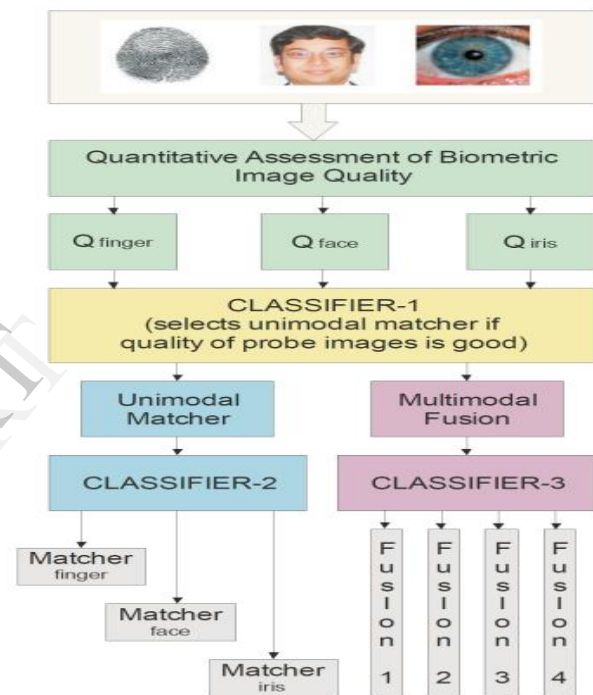 Quantitative Assessment of Biometric
Image Quality
Q finger
Q face
Q iris
CLASSIFIER-1
(selects unimodal matcher if
quality of probe images is good)
Unimodal
Matcher
Multimodal
Fusion
CLASSIFIER-2
CLASSIFIER-3
Matcher
finger
Matcher
face
Matcher
iris
Fusion 1
Fusion 2
Fusion 3
Fusion 4